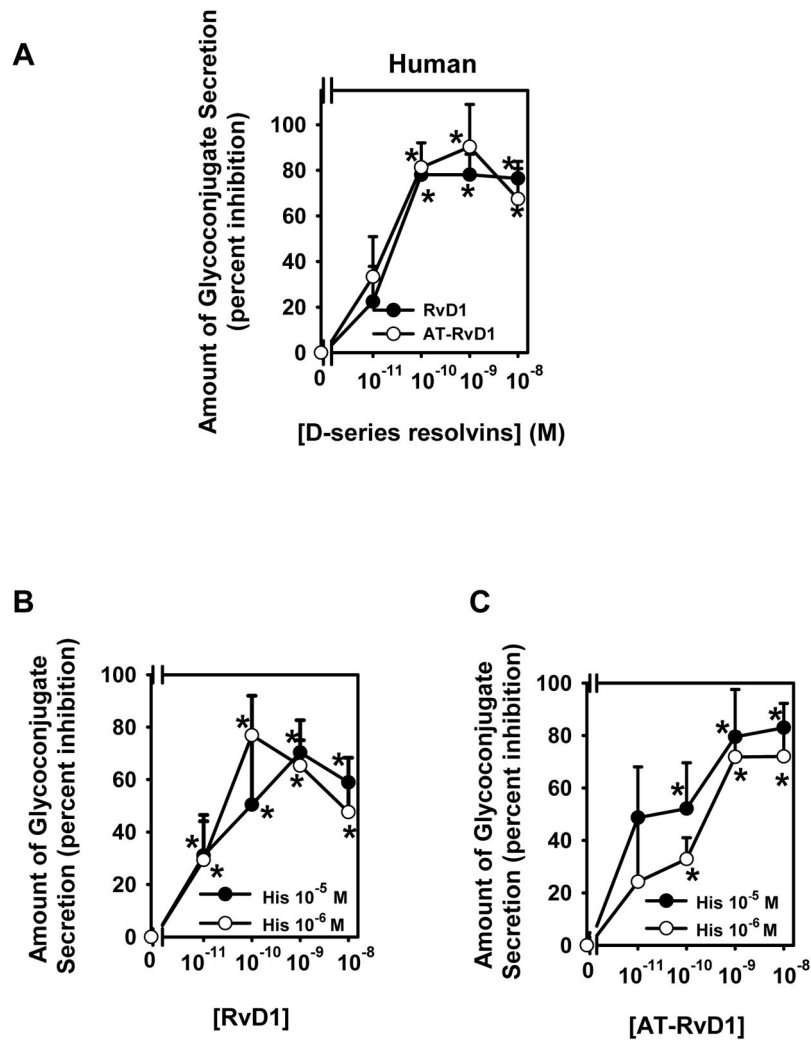 A
Human
Amount of Glycoconjugate Secretion
(percent inhibition)
100
80
60
40
20
0
* * * * * *
RvD1
AT-RvD1
0 10⁻¹¹ 10⁻¹⁰ 10⁻⁹ 10⁻⁸
[D-series resolvins] (M)
B
Amount of Glycoconjugate
Secretion (percent inhibition)
100
80
60
40
20
0
* * * * * * * *
His 10⁻⁵ M
His 10⁻⁶ M
0 10⁻¹¹ 10⁻¹⁰ 10⁻⁹ 10⁻⁸
[RvD1]
C
Amount of Glycoconjugate
Secretion (percent inhibition)
100
80
60
40
20
0
* * * * * *
His 10⁻⁵ M
His 10⁻⁶ M
0 10⁻¹¹ 10⁻¹⁰ 10⁻⁹ 10⁻⁸
[AT-RvD1]